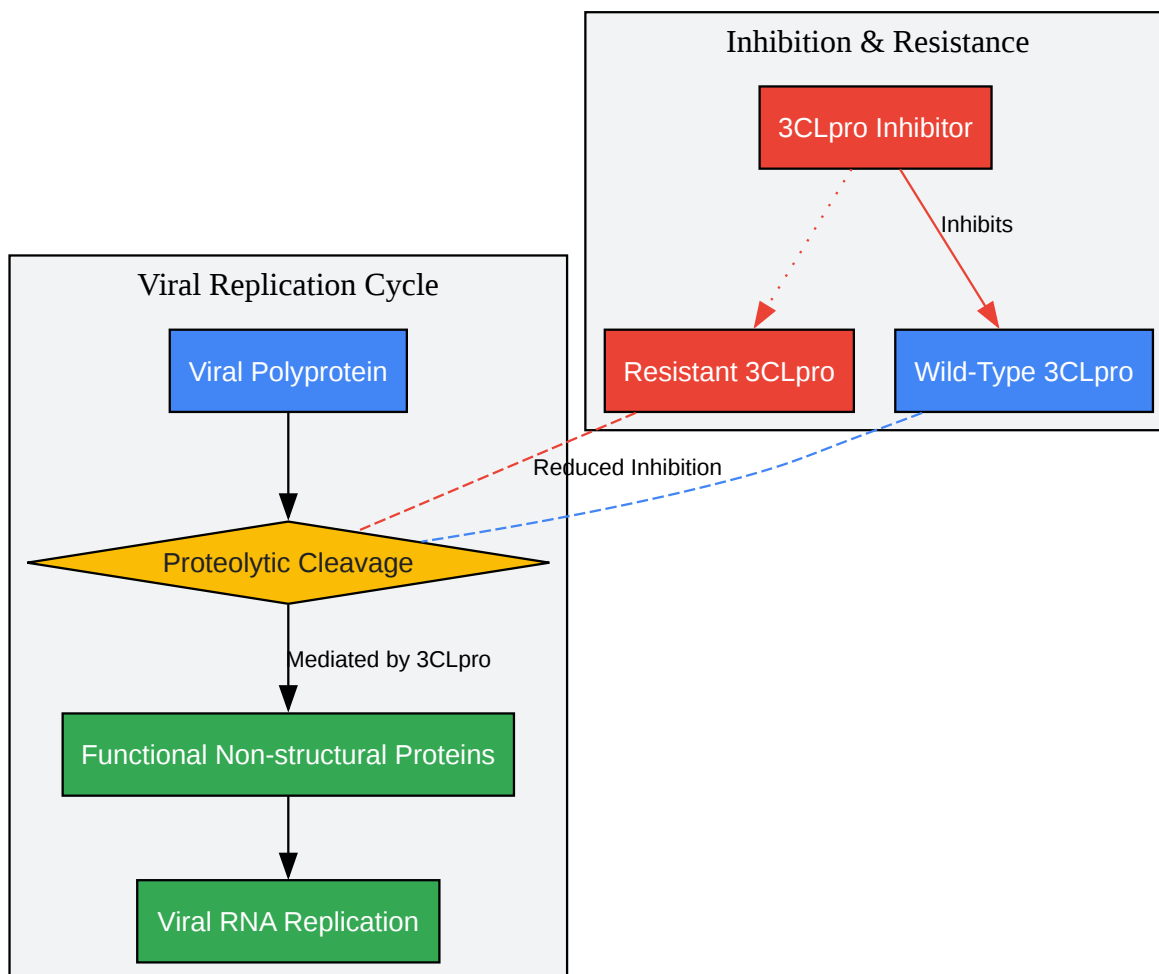 Inhibition & Resistance
3CLpro Inhibitor
Inhibits
Viral Replication Cycle
Viral Polyprotein
Resistant 3CLpro
Wild-Type 3CLpro
Reduced Inhibition
Proteolytic Cleavage
Mediated by 3CLpro
Functional Non-structural Proteins
Viral RNA Replication